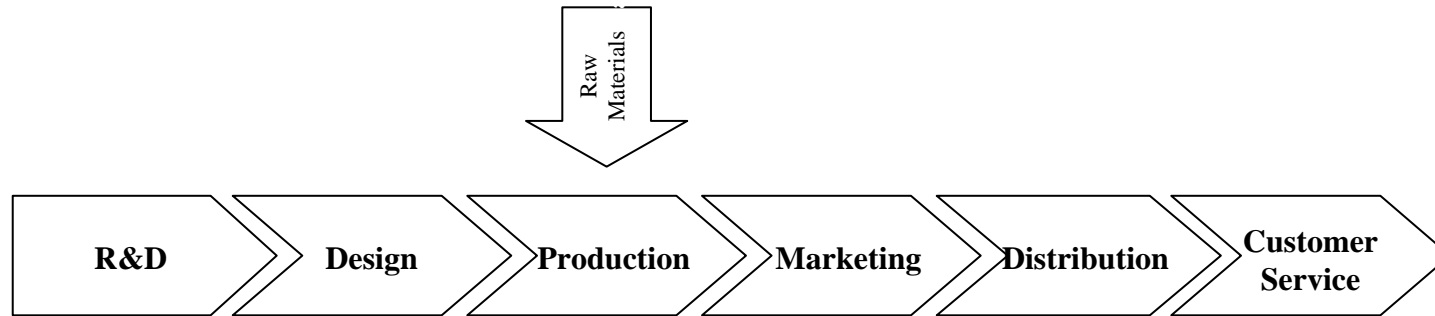 Raw
Materials
R&D
Design
Production
Marketing
Distribution
Customer
Service